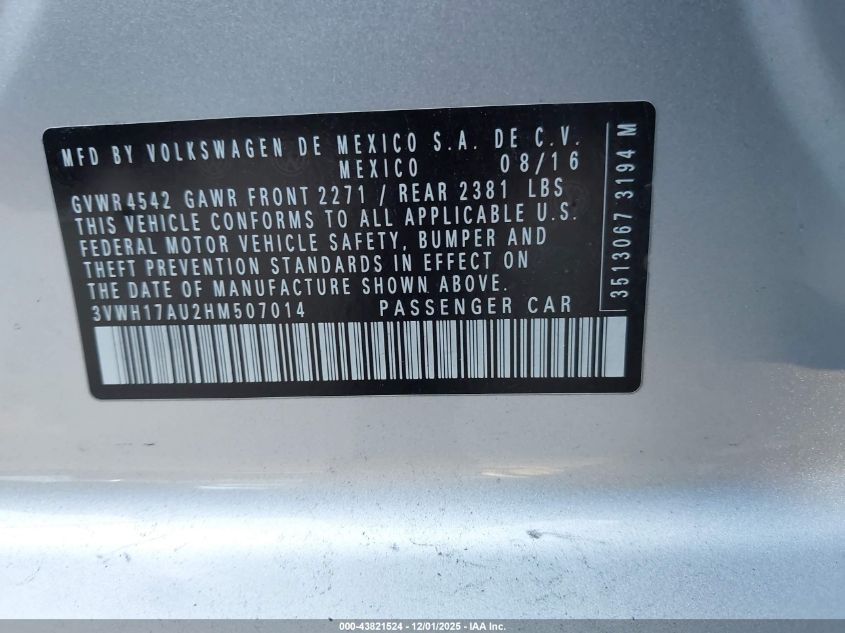 MFD BY VOLKSWAGEN DE MEXICO S.A. DE C.V.
MEXICO 08/16
GVWR 4542 GAWR FRONT 2271 / REAR 2381 LBS
THIS VEHICLE CONFORMS TO ALL APPLICABLE U.S.
FEDERAL MOTOR VEHICLE SAFETY, BUMPER AND
THEFT PREVENTION STANDARDS IN EFFECT ON
THE DATE OF MANUFACTURE SHOWN ABOVE.
3VWH17AU2HM507014 PASSENGER CAR
3513067 3194 M
000-43821524 - 12/01/2025 - IAA Inc.